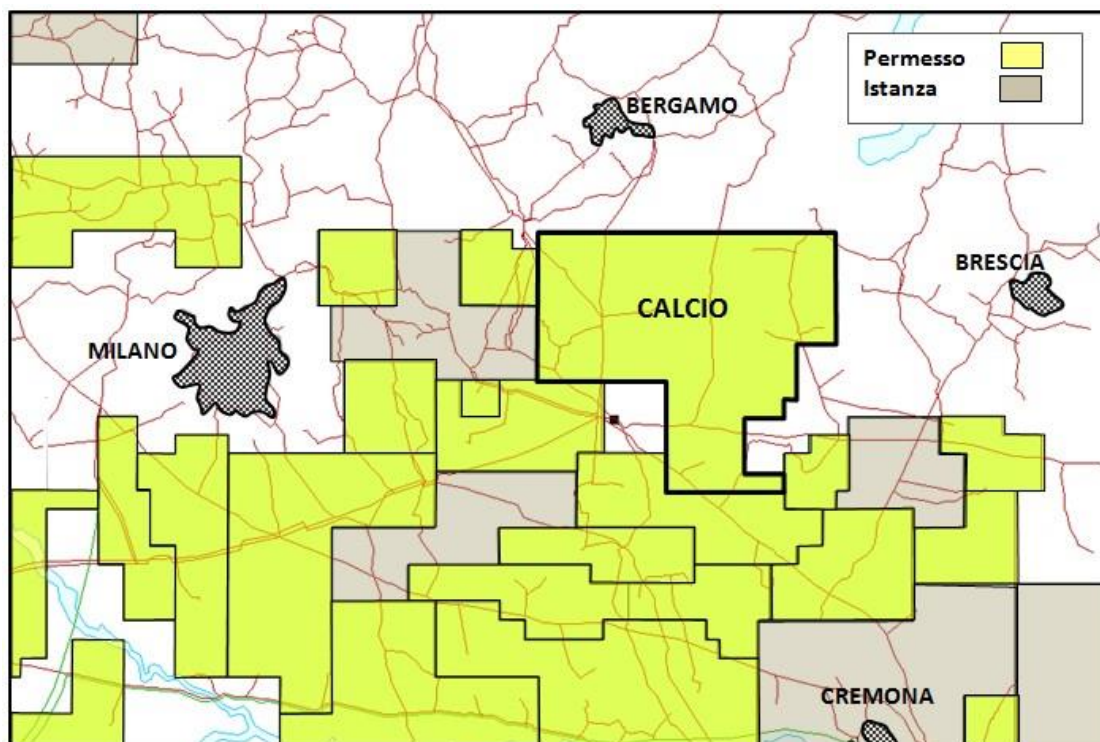 Permesso
Istanza
BERGAMO
BRESCIA
CALCIO
MILANO
CREMONA